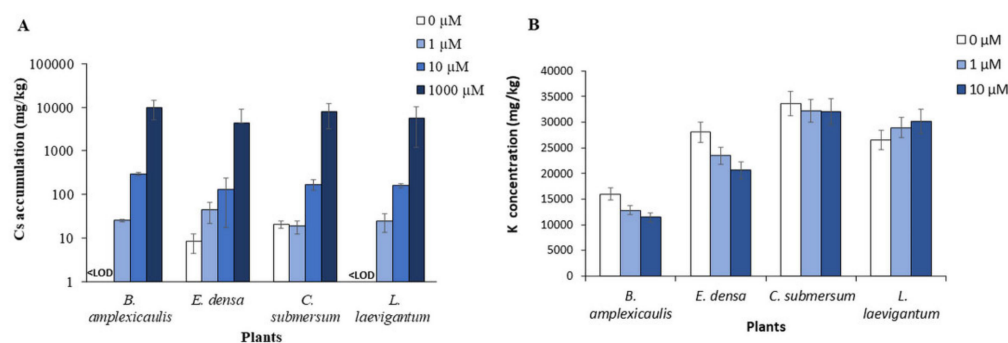 A
0 µM
1 µM
10 µM
1000 µM
Cs accumulation (mg/kg)
100000
10000
1000
100
10
1
<LOD
<LOD
B. amplexicaulis
E. densa
C. submersum
L. laevigantum
Plants
B
0 µM
1 µM
10 µM
K concentration (mg/kg)
40000
35000
30000
25000
20000
15000
10000
5000
0
B. amplexicaulis
E. densa
C. submersum
L. laevigantum
Plants